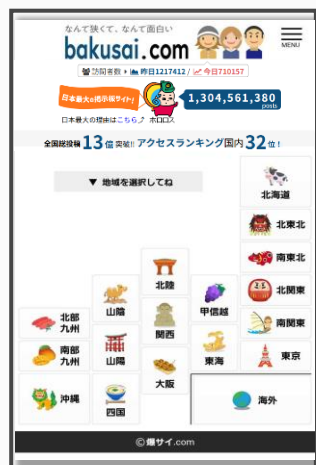 なんて狭くて、なんて面白い
bakusai.com
MENU
訪問者数 ▸ 昨日1217412 / 今日710157
日本最大の掲示板サイト!
1,304,561,380
posts
日本最大の理由はこちら ホロロス
全国総投稿13億突破!! アクセスランキング国内32位!
▼ 地域を選択してね
北海道
北東北
南東北
北陸
北関東
山陰
甲信越
北部
九州
関西
南関東
南部
九州
山陽
東海
東京
大阪
沖縄
四国
海外
©爆サイ.com